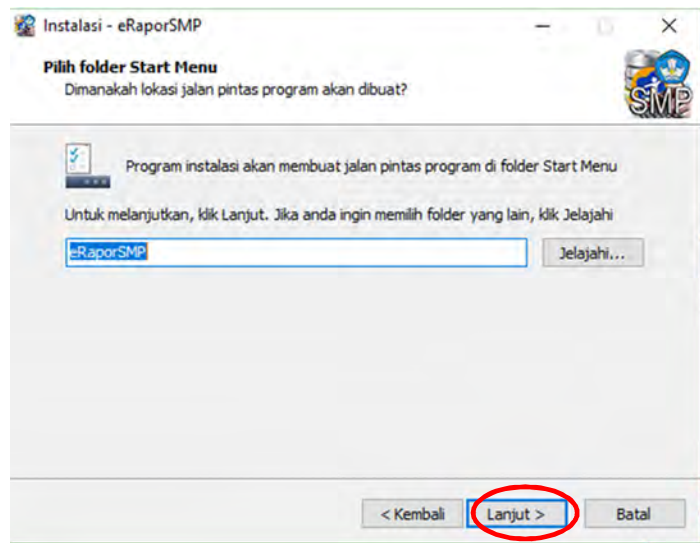 Instalasi - eRaporSMP
Pilih folder Start Menu
Dimanakah lokasi jalan pintas program akan dibuat?
SMP
Program instalasi akan membuat jalan pintas program di folder Start Menu
Untuk melanjutkan, klik Lanjut. Jika anda ingin memilih folder yang lain, klik Jelajahi
eRaporSMP
Jelajahi...
< Kembali
Lanjut >
Batal